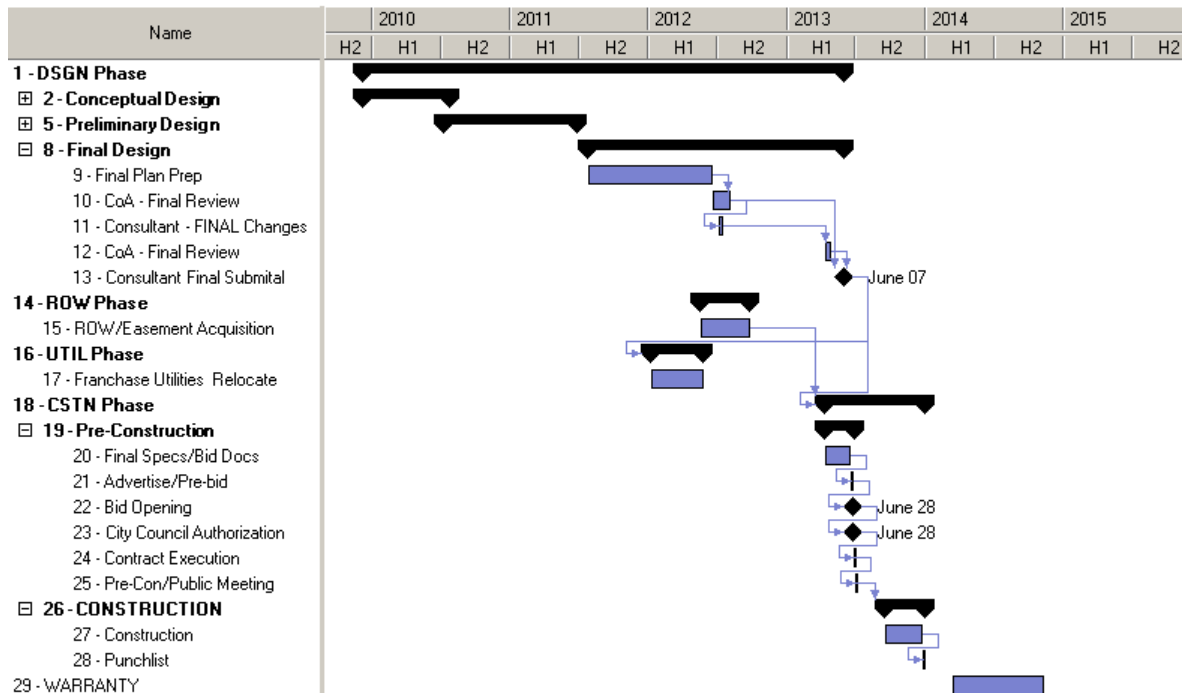 Name
2010 2011 2012 2013 2014 2015
H2 H1 H2 H1 H2 H1 H2 H1 H2 H1 H2 H1 H2
1 - DSGN Phase
2 - Conceptual Design
5 - Preliminary Design
8 - Final Design
9 - Final Plan Prep
10 - CoA - Final Review
11 - Consultant - FINAL Changes
12 - CoA - Final Review
13 - Consultant Final Submital June 07
14 - ROW Phase
15 - ROW/Easement Acquisition
16 - UTIL Phase
17 - Franchase Utilities Relocate
18 - CSTN Phase
19 - Pre-Construction
20 - Final Specs/Bid Docs
21 - Advertise/Pre-bid
22 - Bid Opening June 28
23 - City Council Authorization June 28
24 - Contract Execution
25 - Pre-Con/Public Meeting
26 - CONSTRUCTION
27 - Construction
28 - Punchlist
29 - WARRANTY